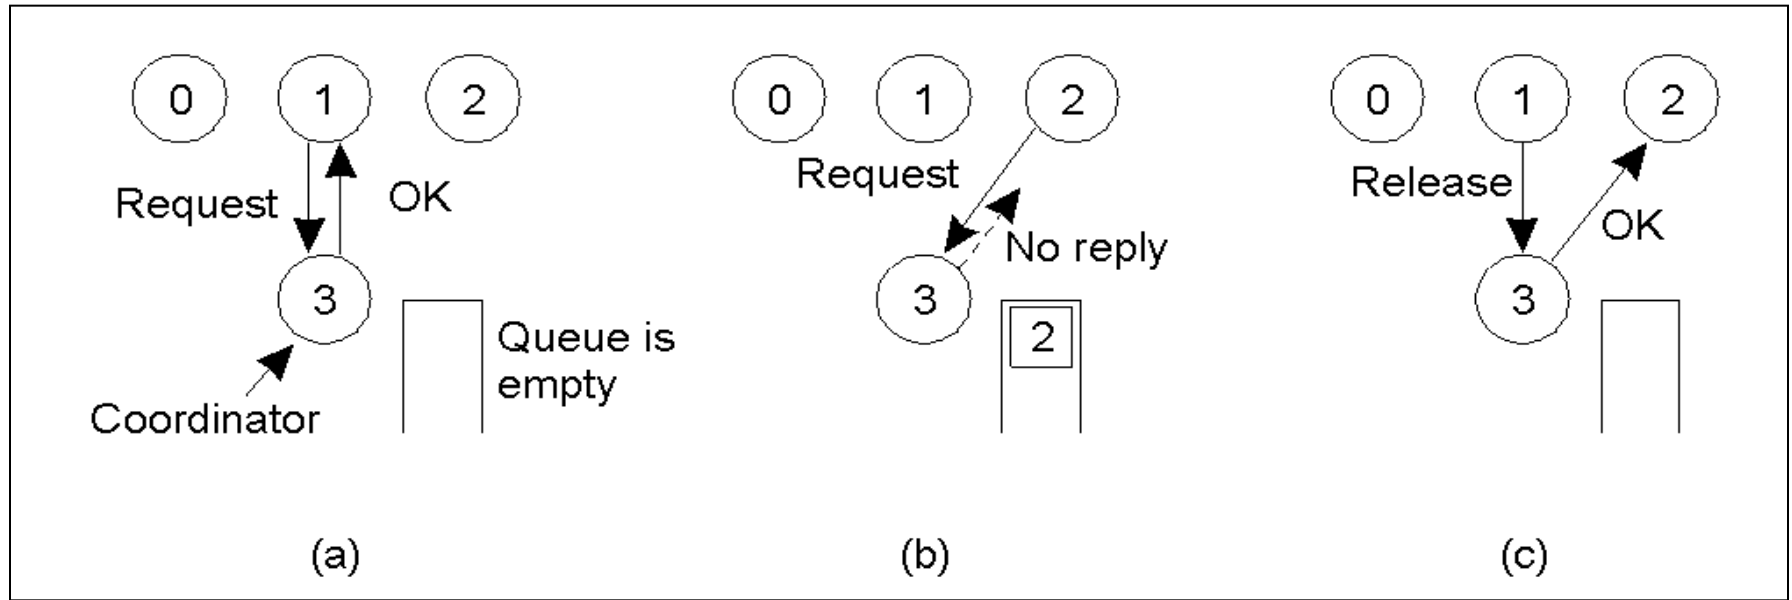 0 1 2
Request
OK
3
Queue is
empty
Coordinator
(a)
0 1 2
Request
No reply
3
2
(b)
0 1 2
Release
OK
3
(c)